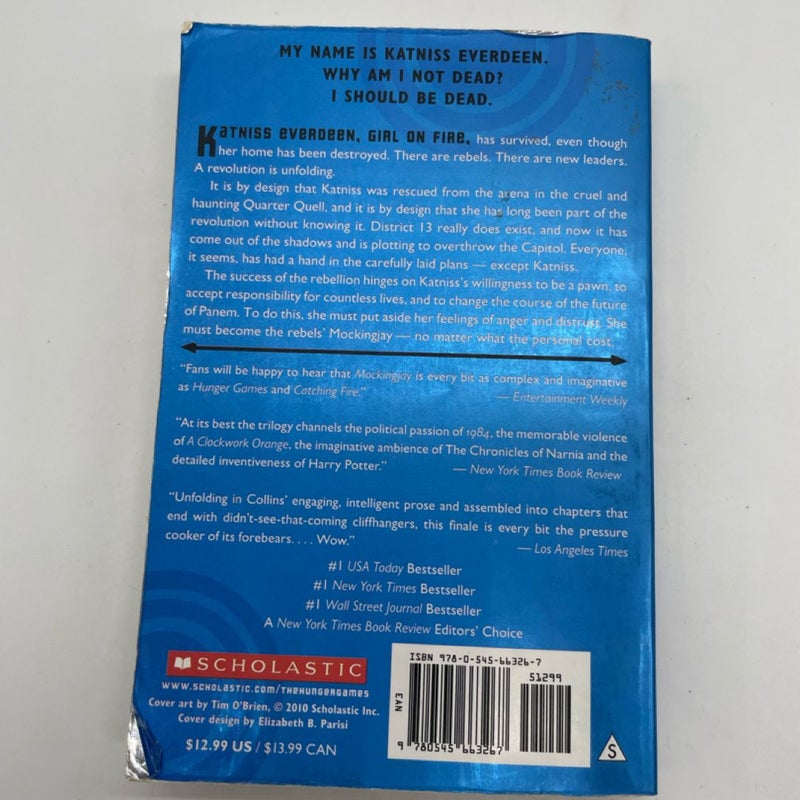 MY NAME IS KATNISS EVERDEEN.
WHY AM I NOT DEAD?
I SHOULD BE DEAD.
KATNISS EVERDEEN, GIRL ON FIRE, has survived, even though
her home has been destroyed. There are rebels. There are new leaders.
A revolution is unfolding.
It is by design that Katniss was rescued from the arena in the cruel and
haunting Quarter Quell, and it is by design that she has long been part of the
revolution without knowing it. District 13 really does exist, and now it has
come out of the shadows and is plotting to overthrow the Capitol. Everyone,
it seems, has had a hand in the carefully laid plans — except Katniss.
The success of the rebellion hinges on Katniss's willingness to be a pawn, to
accept responsibility for countless lives, and to change the course of the future
of Panem. To do this, she must put aside her feelings of anger and distrust. She
must become the rebels' Mockingjay — no matter what the personal cost.
"Fans will be happy to hear that Mockingjay is every bit as complex and imaginative
as Hunger Games and Catching Fire." — Entertainment Weekly
"At its best the trilogy channels the political passion of 1984, the memorable violence
of A Clockwork Orange, the imaginative ambience of The Chronicles of Narnia and the
detailed inventiveness of Harry Potter." — New York Times Book Review
"Unfolding in Collins' engaging, intelligent prose and assembled into chapters that
end with didn't-see-that-coming cliffhangers, this finale is every bit the pressure
cooker of its forebears. . . . Wow." — Los Angeles Times
#1 USA Today Bestseller
#1 New York Times Bestseller
#1 Wall Street Journal Bestseller
A New York Times Book Review Editors' Choice
SCHOLASTIC
WWW.SCHOLASTIC.COM/THEHUNGERGAMES
Cover art by Tim O'Brien, © 2010 Scholastic Inc.
Cover design by Elizabeth B. Parisi
$12.99 US / $13.99 CAN
ISBN 978-0-545-66326-7
51299
EAN
9 780545 663267
S